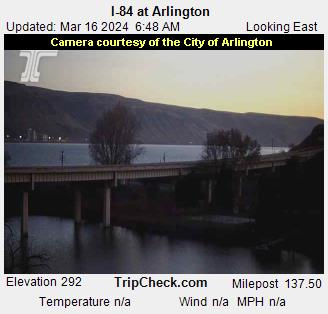 I-84 at Arlington
Updated: Mar 16 2024 6:48 AM Looking East
Camera courtesy of the City of Arlington
Elevation 292 TripCheck.com Milepost 137.50
Temperature n/a Wind n/a MPH n/a